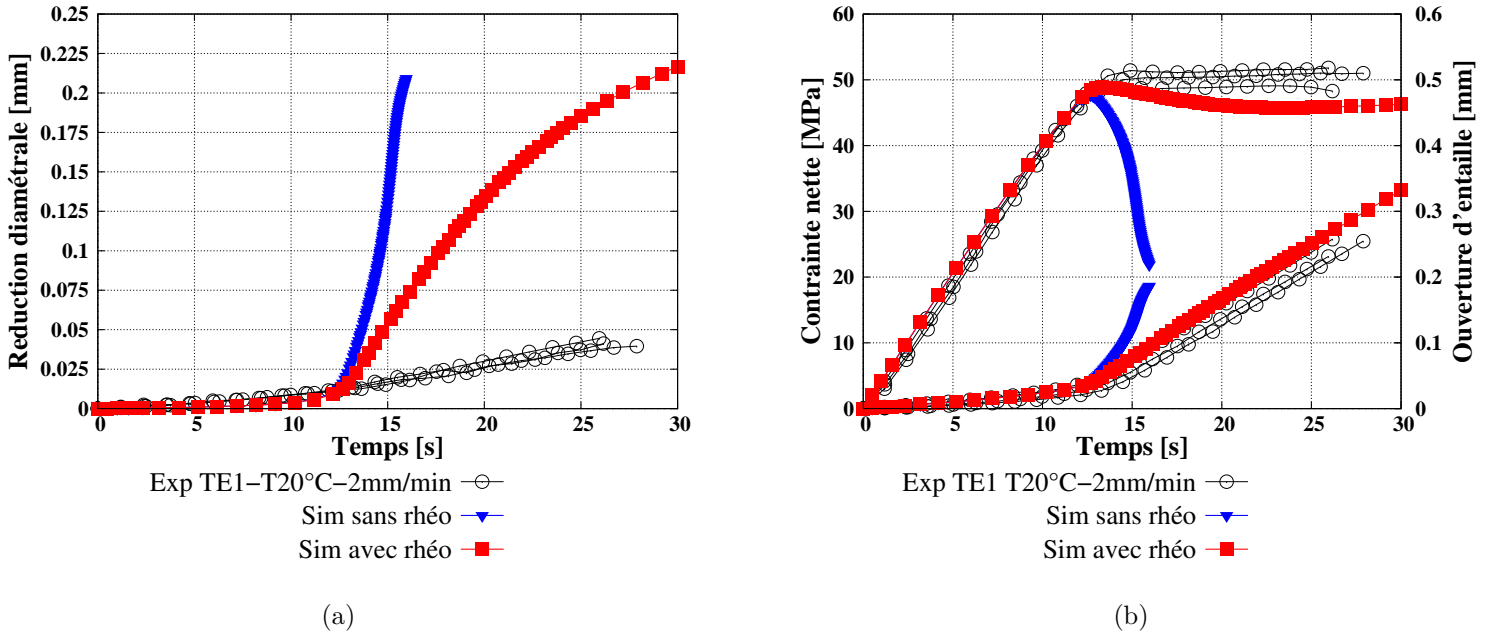 Reduction diamétrale [mm]
0.25
0.225
0.2
0.175
0.15
0.125
0.1
0.075
0.05
0.025
0
0 5 10 15 20 25 30
Temps [s]
Exp TE1−T20°C−2mm/min
Sim sans rhéo
Sim avec rhéo
(a)
Contrainte nette [MPa]
60
50
40
30
20
10
0
0 5 10 15 20 25 30
Temps [s]
0.6
0.5
0.4
0.3
0.2
0.1
0
Ouverture d'entaille [mm]
Exp TE1 T20°C−2mm/min
Sim sans rhéo
Sim avec rhéo
(b)